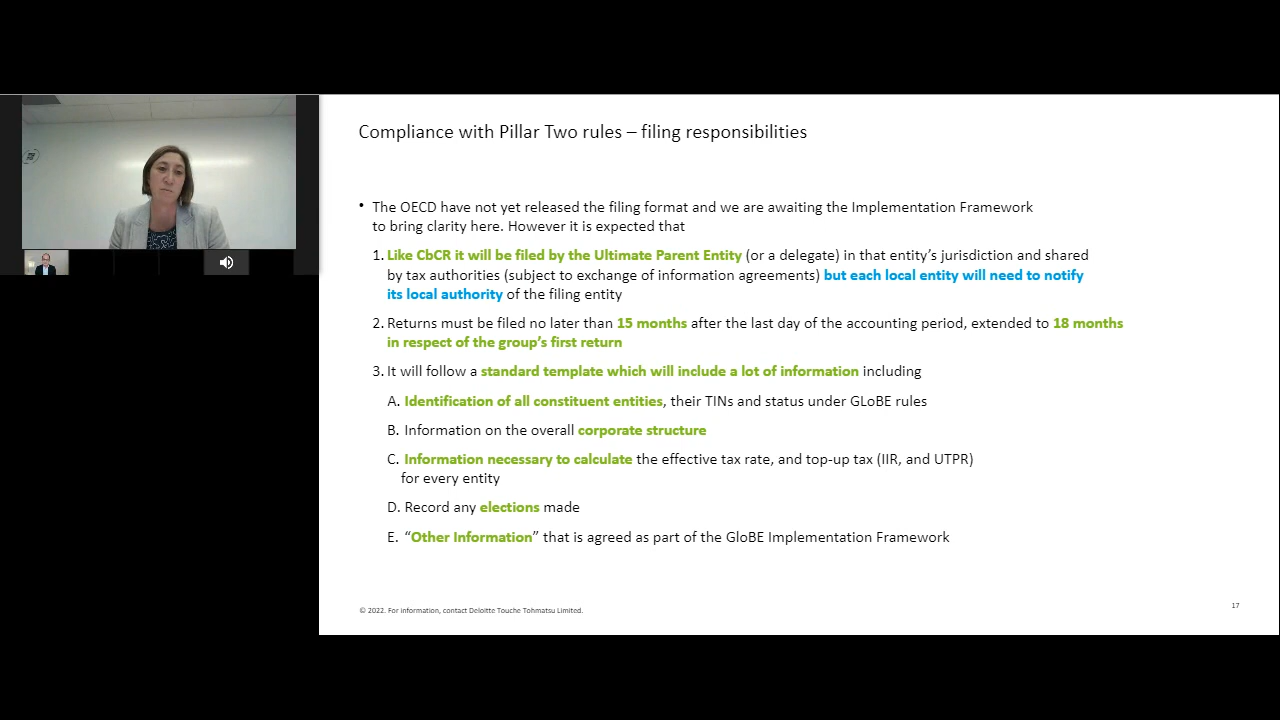 Compliance with Pillar Two rules – filing responsibilities
• The OECD have not yet released the filing format and we are awaiting the Implementation Framework
to bring clarity here. However it is expected that
1. Like CbCR it will be filed by the Ultimate Parent Entity (or a delegate) in that entity’s jurisdiction and shared
by tax authorities (subject to exchange of information agreements) but each local entity will need to notify
its local authority of the filing entity
2. Returns must be filed no later than 15 months after the last day of the accounting period, extended to 18 months
in respect of the group’s first return
3. It will follow a standard template which will include a lot of information including
A. Identification of all constituent entities, their TINs and status under GLoBE rules
B. Information on the overall corporate structure
C. Information necessary to calculate the effective tax rate, and top-up tax (IIR, and UTPR)
for every entity
D. Record any elections made
E. “Other Information” that is agreed as part of the GloBE Implementation Framework
© 2022. For information, contact Deloitte Touche Tohmatsu Limited.
17